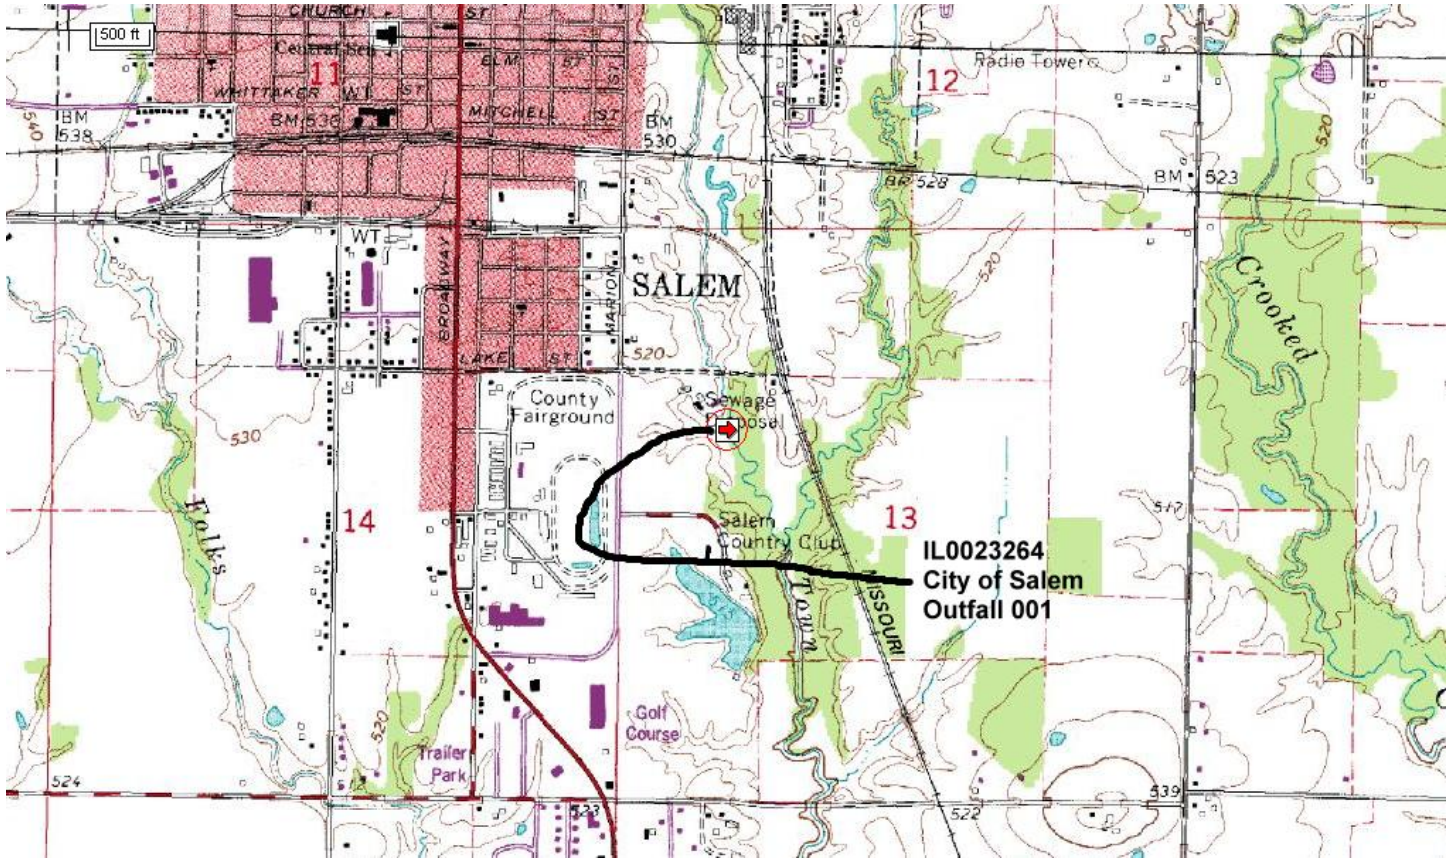 500 ft
CHURCH ST
Central Sch
11
ELM ST
ST
12
Radio Tower
WHITTAKER ST
WT
540
BM
538
BM 536
MITCHELL ST
BM
530
520
BR 528
BM 523
WT
BROADWAY
MARION
SALEM
520
Crooked
LAKE ST
520
County
Fairground
Sewage
530
Folks
14
Salem
Country Club
13
517
IL0023264
City of Salem
Outfall 001
Town
MISSOURI
520
Golf
Course
Trailer
Park
524
523
522
539